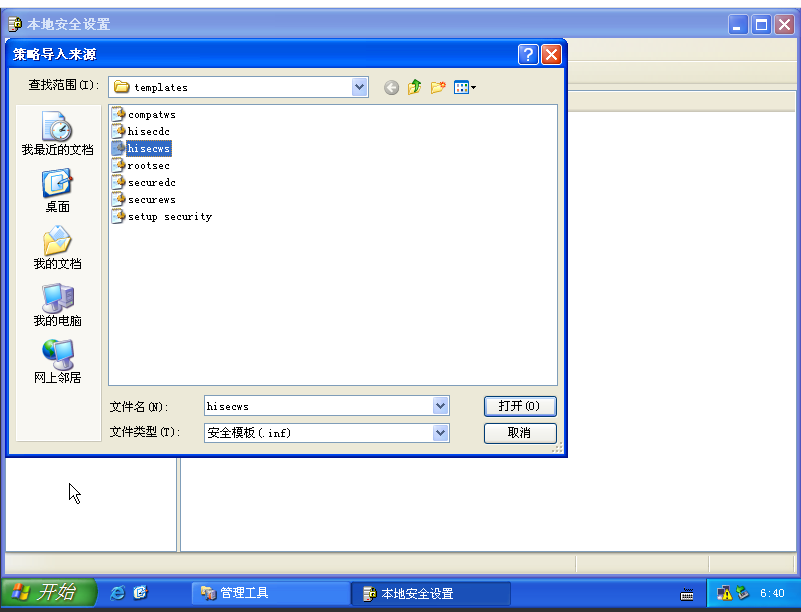 本地安全设置
策略导入来源
查找范围(I):
templates
我最近的文档
桌面
我的文档
我的电脑
网上邻居
compatws
hisecdc
hisecws
rootsec
securedc
securews
setup security
文件名(N):
hisecws
打开(O)
文件类型(T):
安全模板(.inf)
取消
开始
管理工具
本地安全设置
6:40